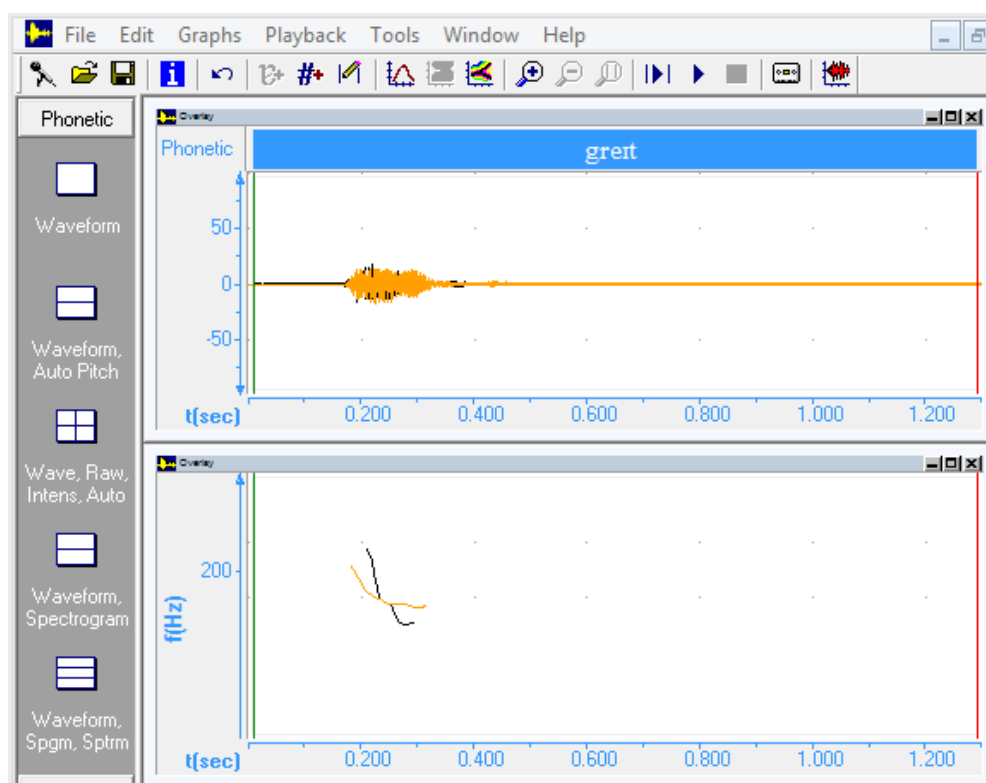 File Edit Graphs Playback Tools Window Help
Phonetic
Waveform
Waveform,
Auto Pitch
Wave, Raw,
Intens, Auto
Waveform,
Spectrogram
Waveform,
Spgm, Sptrm
Overlay
Phonetic greɪt
50
0
-50
t(sec) 0.200 0.400 0.600 0.800 1.000 1.200
Overlay
200
f(Hz)
t(sec) 0.200 0.400 0.600 0.800 1.000 1.200